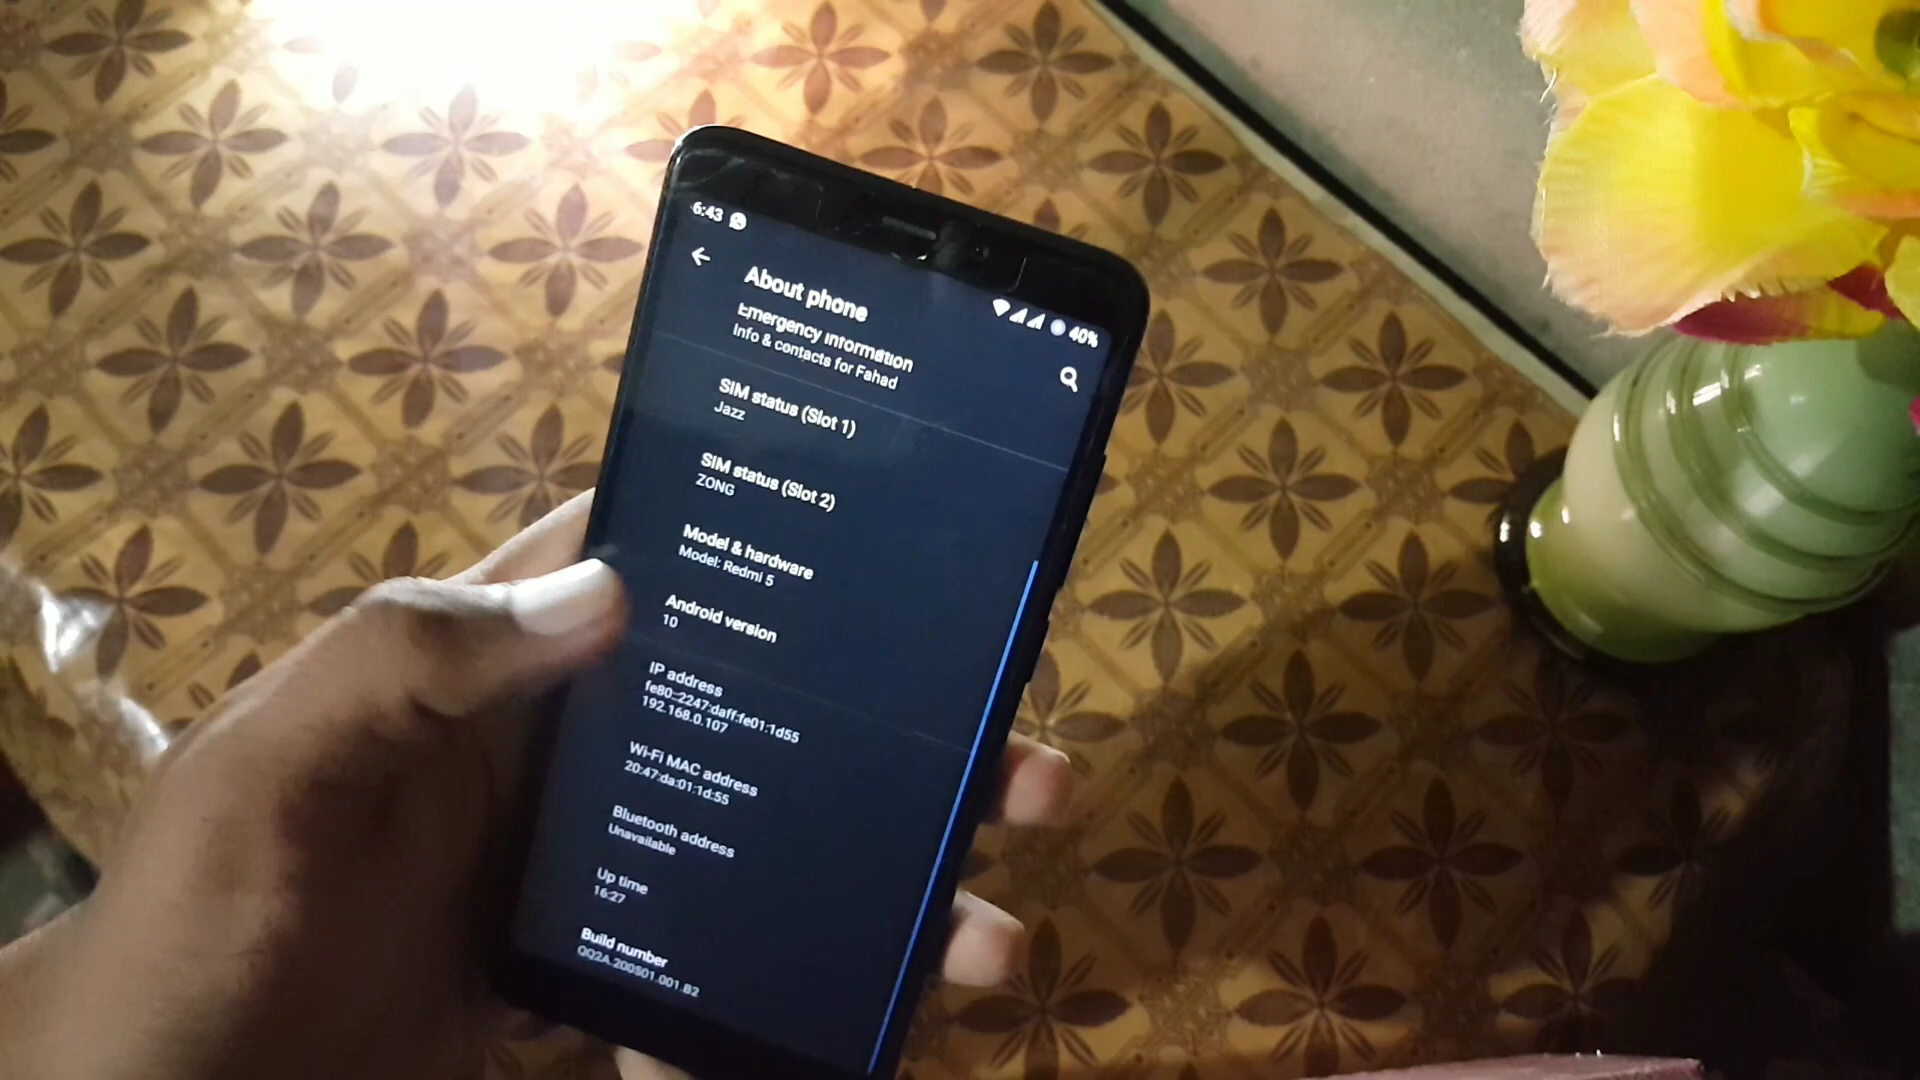 6:43
40%
About phone
Emergency information
Info & contacts for Fahad
SIM status (Slot 1)
Jazz
SIM status (Slot 2)
ZONG
Model & hardware
Model: Redmi 5
Android version
10
IP address
fe80::2247:daff:fe01:1d55
192.168.0.107
Wi-Fi MAC address
20:47:da:01:1d:55
Bluetooth address
Unavailable
Up time
16:27
Build number
QQ2A.200501.001.B2